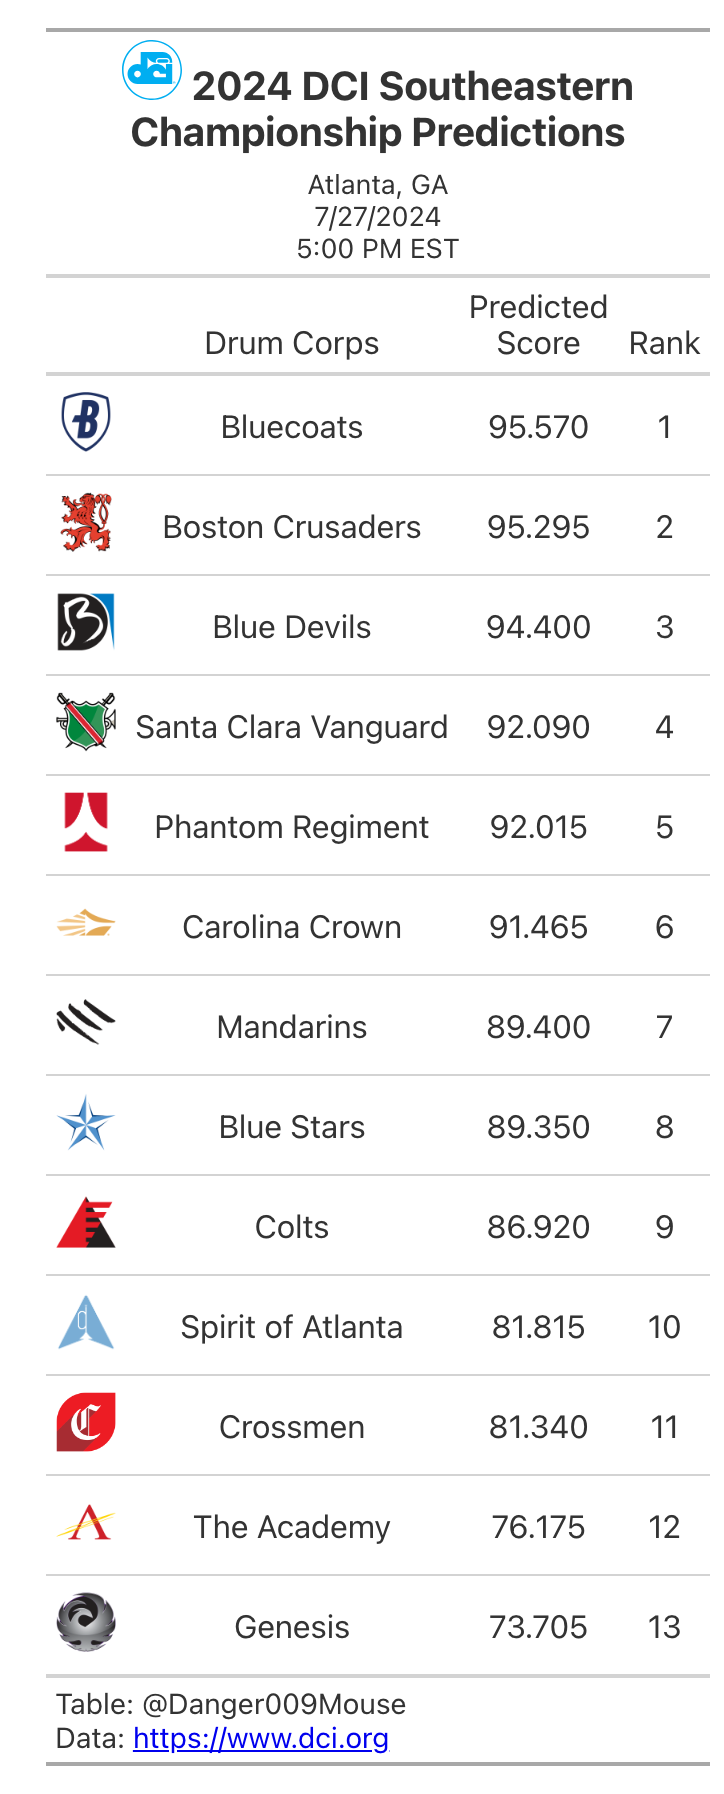 2024 DCI Southeastern
Championship Predictions
Atlanta, GA
7/27/2024
5:00 PM EST
Drum Corps Predicted Score Rank
Bluecoats 95.570 1
Boston Crusaders 95.295 2
Blue Devils 94.400 3
Santa Clara Vanguard 92.090 4
Phantom Regiment 92.015 5
Carolina Crown 91.465 6
Mandarins 89.400 7
Blue Stars 89.350 8
Colts 86.920 9
Spirit of Atlanta 81.815 10
Crossmen 81.340 11
The Academy 76.175 12
Genesis 73.705 13
Table: @Danger009Mouse
Data: https://www.dci.org